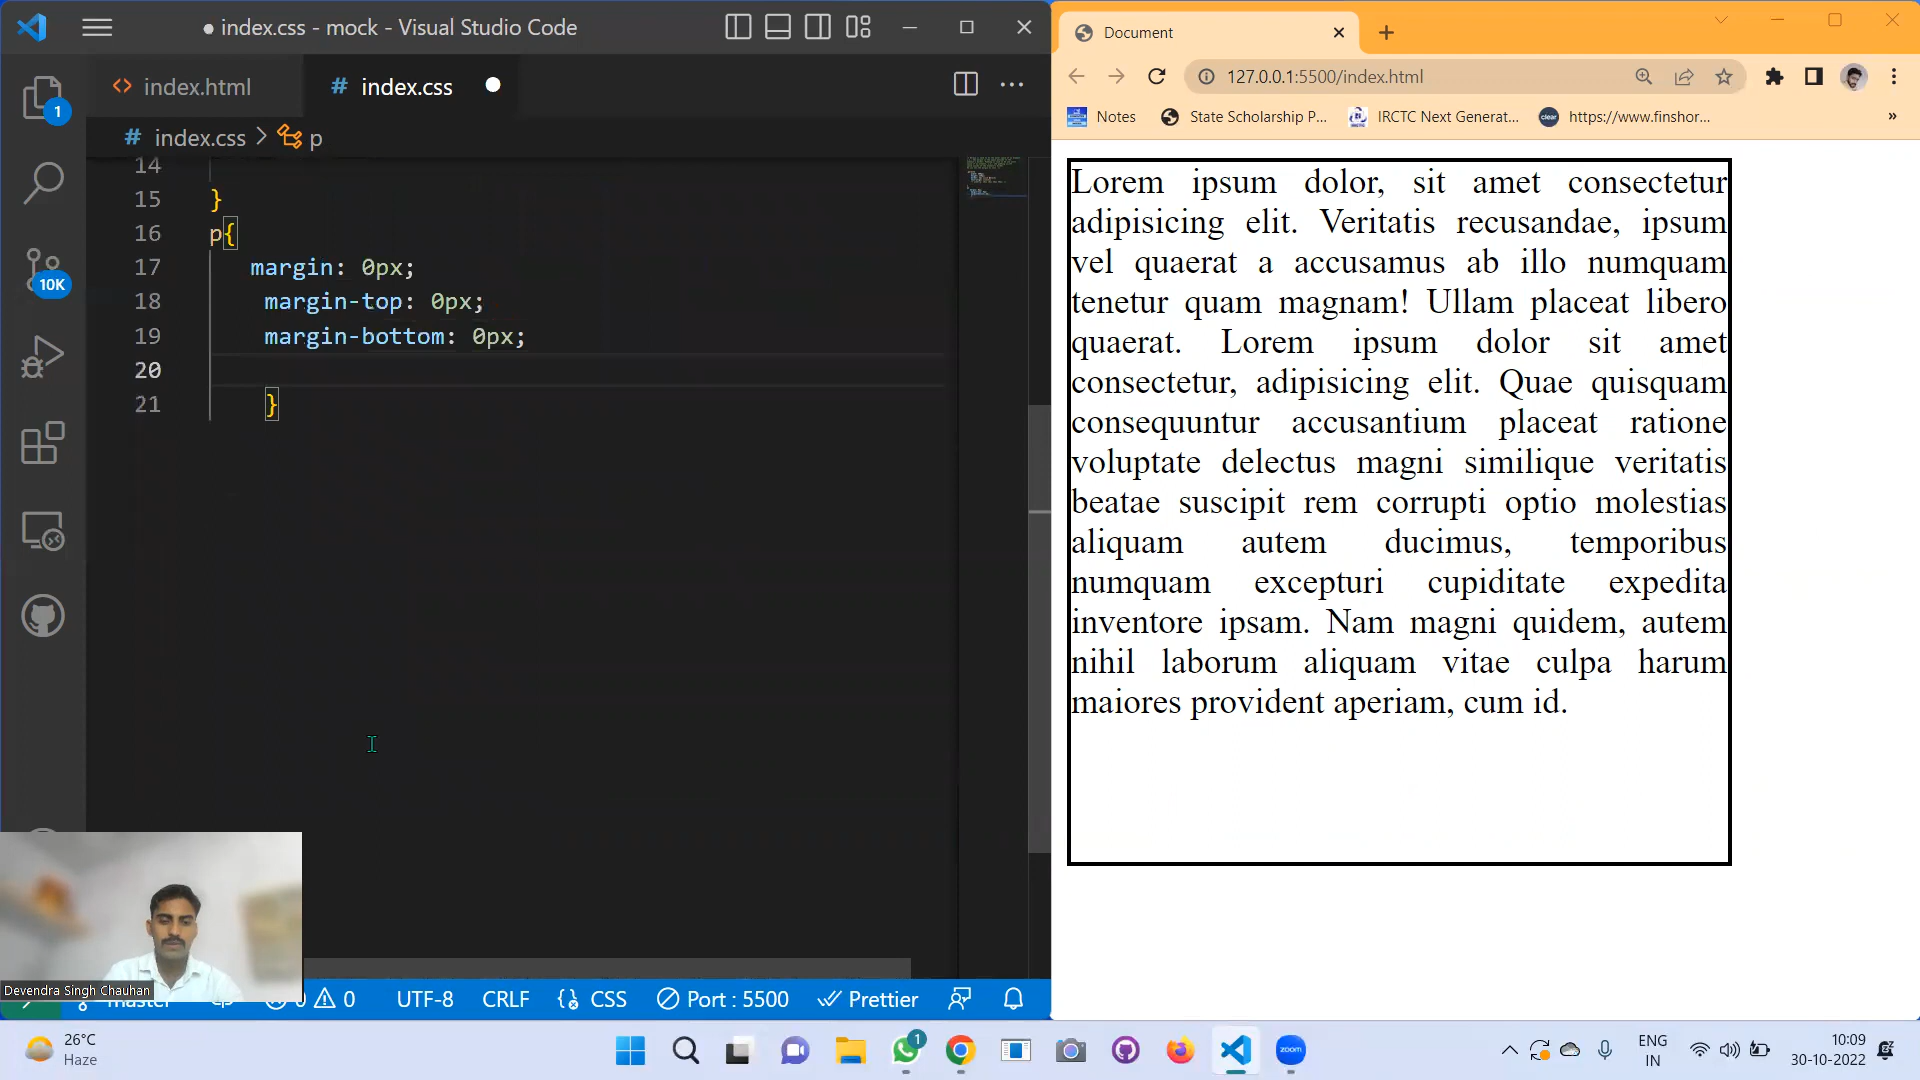 index.css - mock - Visual Studio Code
index.html
# index.css
# index.css > p
1
10K
14
15 }
16 p{
17 margin: 0px;
18 margin-top: 0px;
19 margin-bottom: 0px;
20
21 }
Devendra Singh Chauhan
master
0 0
UTF-8
CRLF
CSS
Port : 5500
Prettier
Document
127.0.0.1:5500/index.html
Notes
State Scholarship P...
IRCTC Next Generat...
clear
https://www.finshor...
»
Lorem ipsum dolor, sit amet consectetur
adipisicing elit. Veritatis recusandae, ipsum
vel quaerat a accusamus ab illo numquam
tenetur quam magnam! Ullam placeat libero
quaerat. Lorem ipsum dolor sit amet
consectetur, adipisicing elit. Quae quisquam
consequuntur accusantium placeat ratione
voluptate delectus magni similique veritatis
beatae suscipit rem corrupti optio molestias
aliquam autem ducimus, temporibus
numquam excepturi cupiditate expedita
inventore ipsam. Nam magni quidem, autem
nihil laborum aliquam vitae culpa harum
maiores provident aperiam, cum id.
26°C
Haze
1
zoom
ENG
IN
10:09
30-10-2022